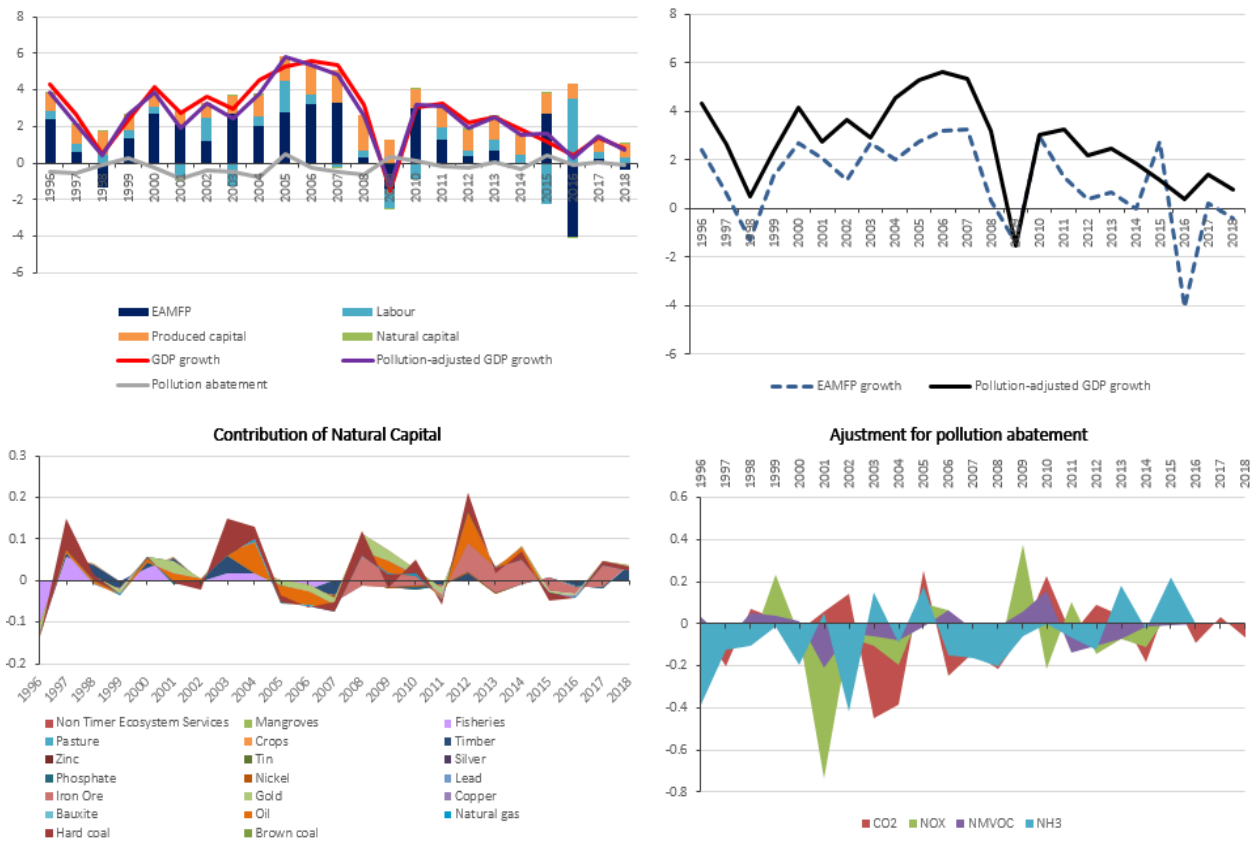 8
6
4
2
0
-2
-4
-6
1996 1997 1998 1999 2000 2001 2002 2003 2004 2005 2006 2007 2008 2009 2010 2011 2012 2013 2014 2015 2016 2017 2018
EAMFP Labour
Produced capital Natural capital
GDP growth Pollution-adjusted GDP growth
Pollution abatement
8
6
4
2
0
-2
-4
-6
1996 1997 1998 1999 2000 2001 2002 2003 2004 2005 2006 2007 2008 2009 2010 2011 2012 2013 2014 2015 2016 2017 2018
EAMFP growth Pollution-adjusted GDP growth
Contribution of Natural Capital
0.3
0.2
0.1
0
-0.1
-0.2
1996 1997 1998 1999 2000 2001 2002 2003 2004 2005 2006 2007 2008 2009 2010 2011 2012 2013 2014 2015 2016 2017 2018
Non Timer Ecosystem Services Mangroves Fisheries
Pasture Crops Timber
Zinc Tin Silver
Phosphate Nickel Lead
Iron Ore Gold Copper
Bauxite Oil Natural gas
Hard coal Brown coal
Ajustment for pollution abatement
1996 1997 1998 1999 2000 2001 2002 2003 2004 2005 2006 2007 2008 2009 2010 2011 2012 2013 2014 2015 2016 2017 2018
0.6
0.4
0.2
0
-0.2
-0.4
-0.6
-0.8
CO2 NOX NMVOC NH3